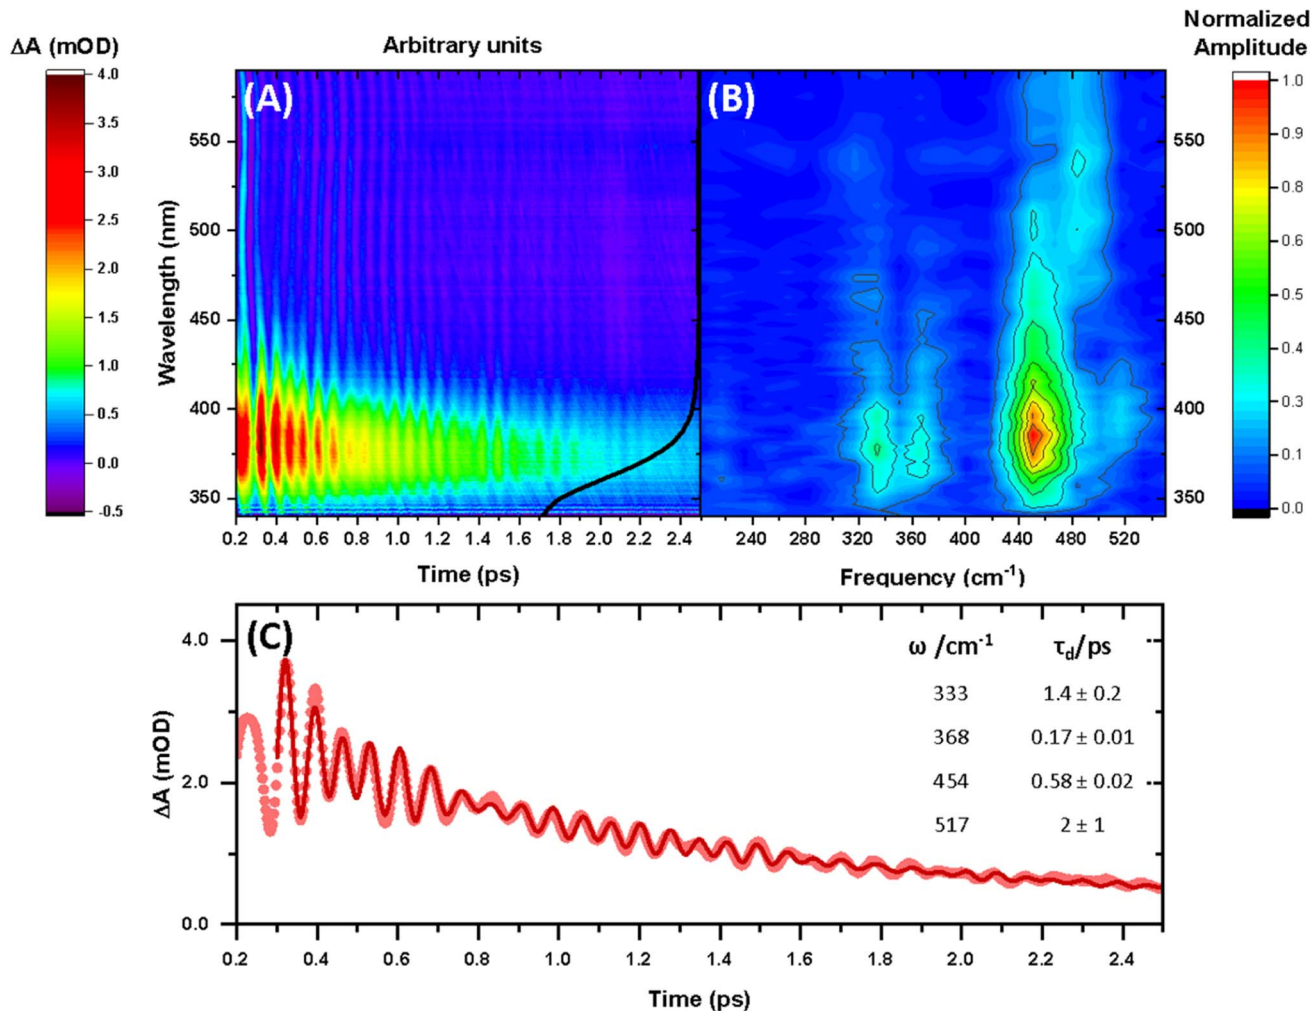 ΔA (mOD)
Arbitrary units
Normalized
Amplitude
(A)
(B)
4.0
3.5
3.0
2.5
2.0
1.5
1.0
0.5
0.0
-0.5
Wavelength (nm)
550
500
450
400
350
550
500
450
400
350
1.0
0.9
0.8
0.6
0.5
0.4
0.3
0.1
0.0
0.2 0.4 0.6 0.8 1.0 1.2 1.4 1.6 1.8 2.0 2.2 2.4
240 320 360 400 440 480 520
Time (ps)
Frequency (cm-1)
(C)
ΔA (mOD)
4.0
2.0
0.0
ω /cm-1 τd/ps
333 1.4 ± 0.2
368 0.17 ± 0.01
454 0.58 ± 0.02
517 2 ± 1
0.2 0.4 0.6 0.8 1.0 1.2 1.4 1.6 1.8 2.0 2.2 2.4
Time (ps)